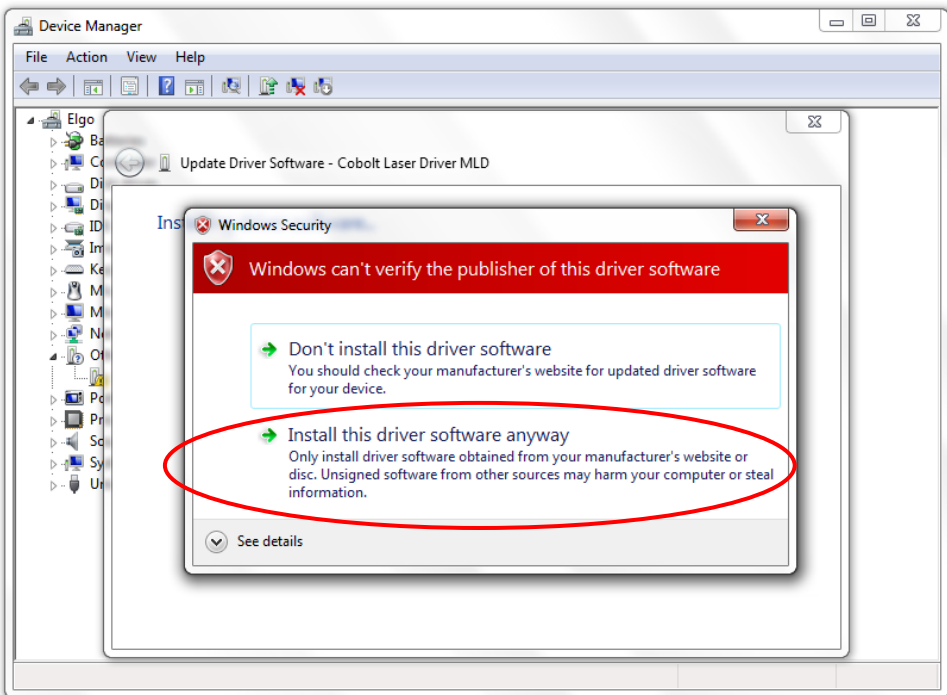 Device Manager
File Action View Help
Elgo
Update Driver Software - Cobolt Laser Driver MLD
Windows Security
Windows can't verify the publisher of this driver software
Don't install this driver software
You should check your manufacturer's website for updated driver software
for your device.
Install this driver software anyway
Only install driver software obtained from your manufacturer's website or
disc. Unsigned software from other sources may harm your computer or steal
information.
See details